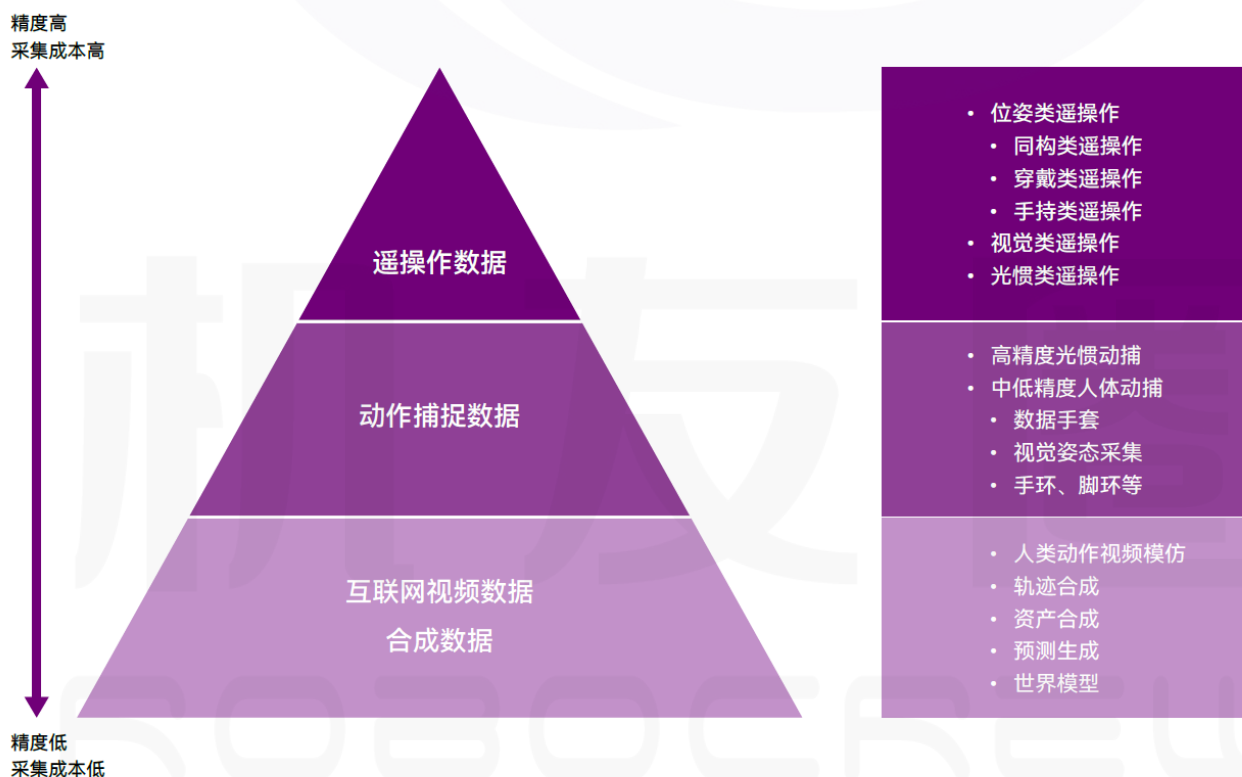 精度高
采集成本高
遥操作数据
动作捕捉数据
互联网视频数据
合成数据
精度低
采集成本低
• 位姿类遥操作
• 同构类遥操作
• 穿戴类遥操作
• 手持类遥操作
• 视觉类遥操作
• 光惯类遥操作
• 高精度光惯动捕
• 中低精度人体动捕
• 数据手套
• 视觉姿态采集
• 手环、脚环等
• 人类动作视频模仿
• 轨迹合成
• 资产合成
• 预测生成
• 世界模型
机友
ROBOCREW